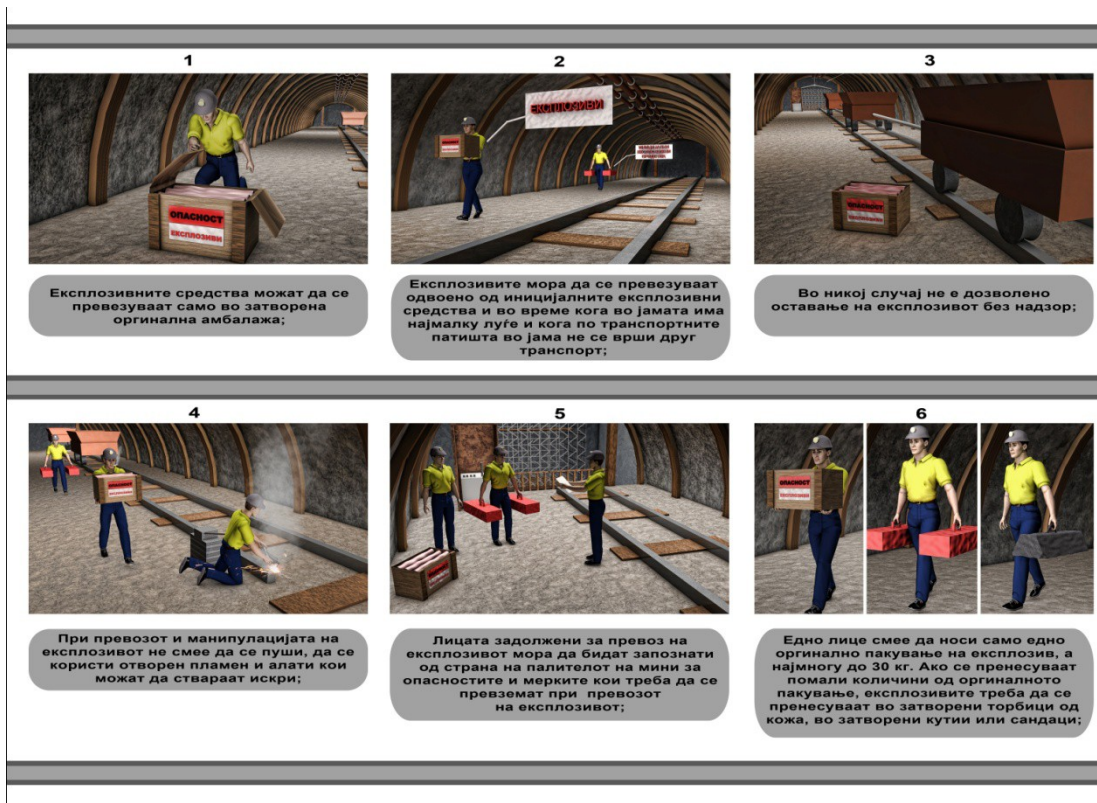 1
2
3
ОПАСНОСТ
ЕКСПЛОЗИВИ
ЕКСПЛОЗИВИ
ОПАСНОСТ
Експлозивните средства можат да се
превезуваат само во затворена
оргинална амбалажа;
Експлозивите мора да се превезуваат
одвоено од иницијалните експлозивни
средства и во време кога во јамата има
најмалку луѓе и кога по транспортните
патишта во јама не се врши друг
транспорт;
Во никој случај не е дозволено
оставање на експлозивот без надзор;
4
5
6
ОПАСНОСТ
ОПАСНОСТ
При превозот и манипулацијата на
експлозивот не смее да се пуши, да се
користи отворен пламен и алати кои
можат да створаат искри;
Лицата задолжени за превоз на
експлозивот мора да бидат запознати
од страна на палителот на мини за
опасностите и мерките кои треба да се
превземат при превозот
на експлозивот;
Едно лице смее да носи само едно
оргинално пакување на експлозив, а
најмногу до 30 кг. Ако се пренесуваат
помали количини од оргиналното
пакување, експлозивите треба да се
пренесуваат во затворени торбици од
кожа, во затворени кутии или сандаци;